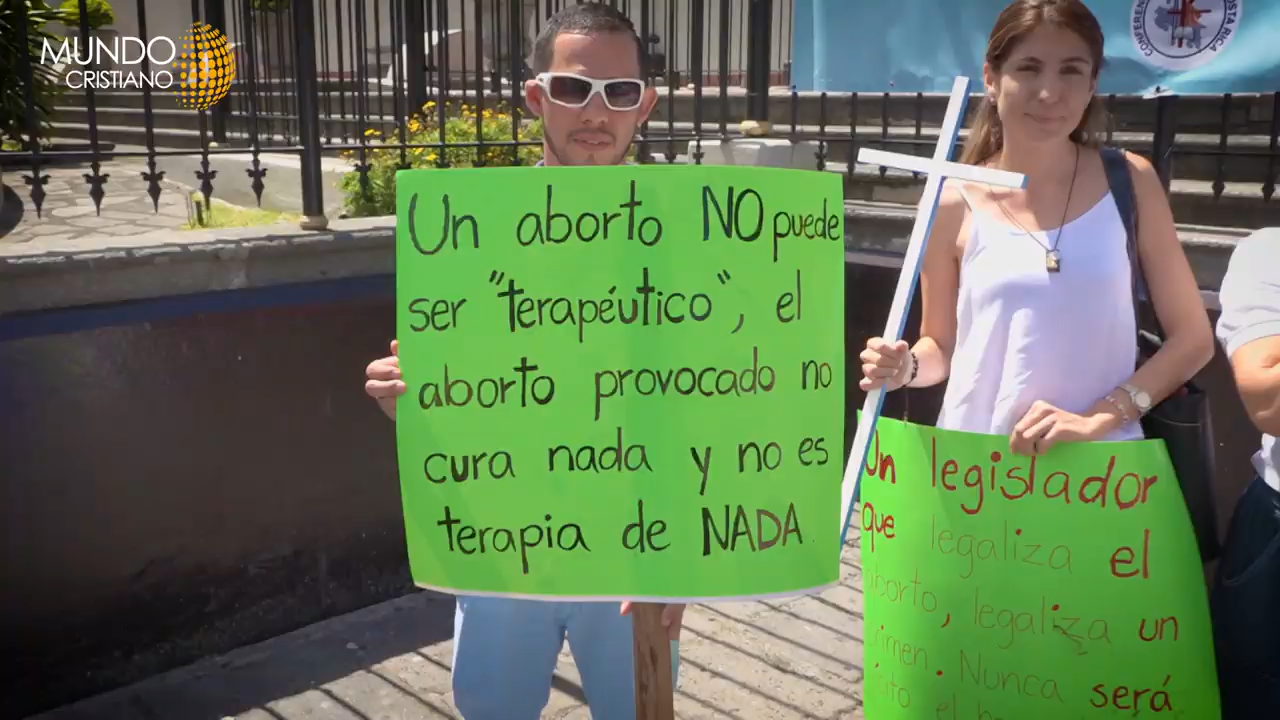 MUNDO
CRISTIANO
Un aborto NO puede
ser "terapéutico", el
aborto provocado no
cura nada y no es
terapia de NADA.
Un legislador
que legaliza el
aborto, legaliza un
crimen. Nunca será
el